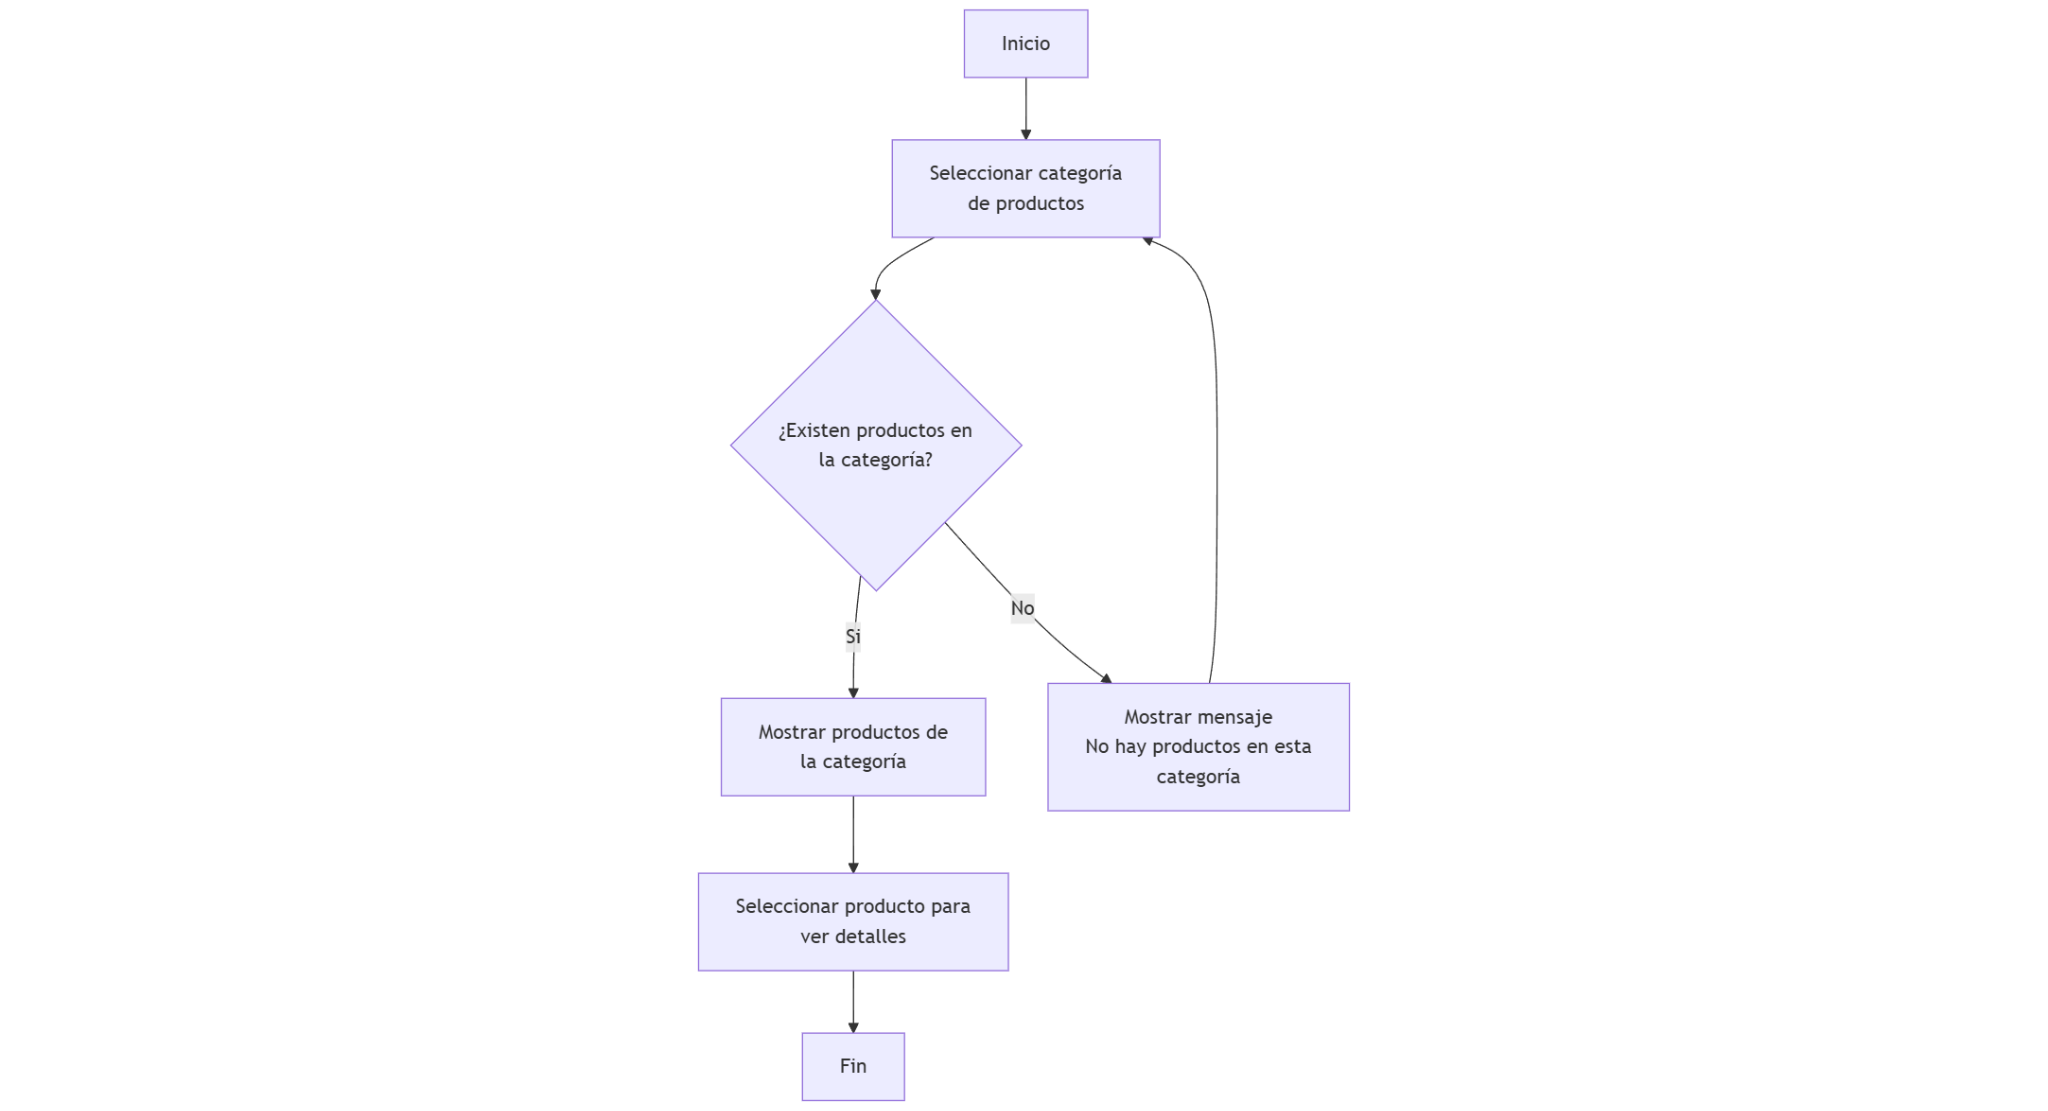 Inicio
Seleccionar categoría
de productos
¿Existen productos en
la categoría?
No
Si
Mostrar productos de
la categoría
Mostrar mensaje
No hay productos en esta
categoría
Seleccionar producto para
ver detalles
Fin